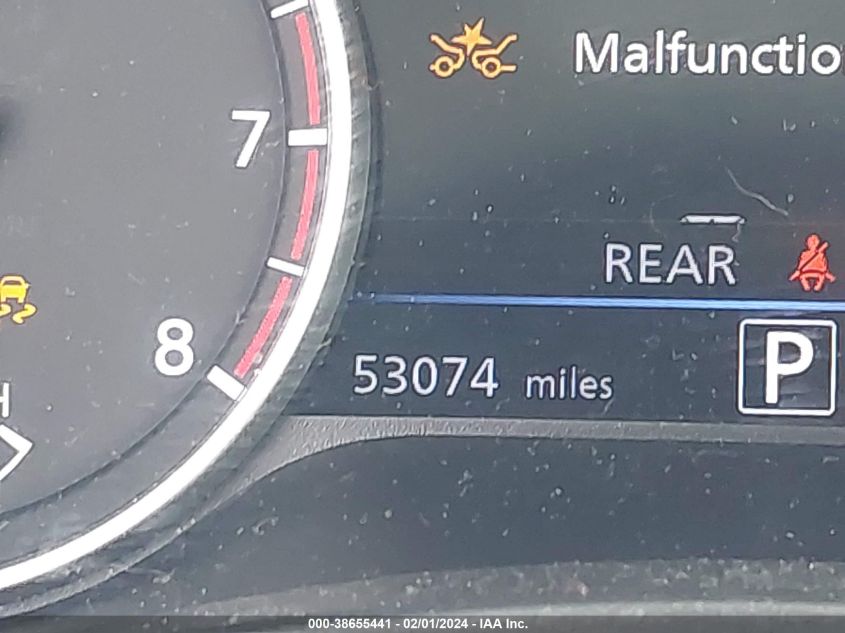 Malfunctio
7
REAR
8
53074 miles
P
H
000-38655441 - 02/01/2024 - IAA Inc.